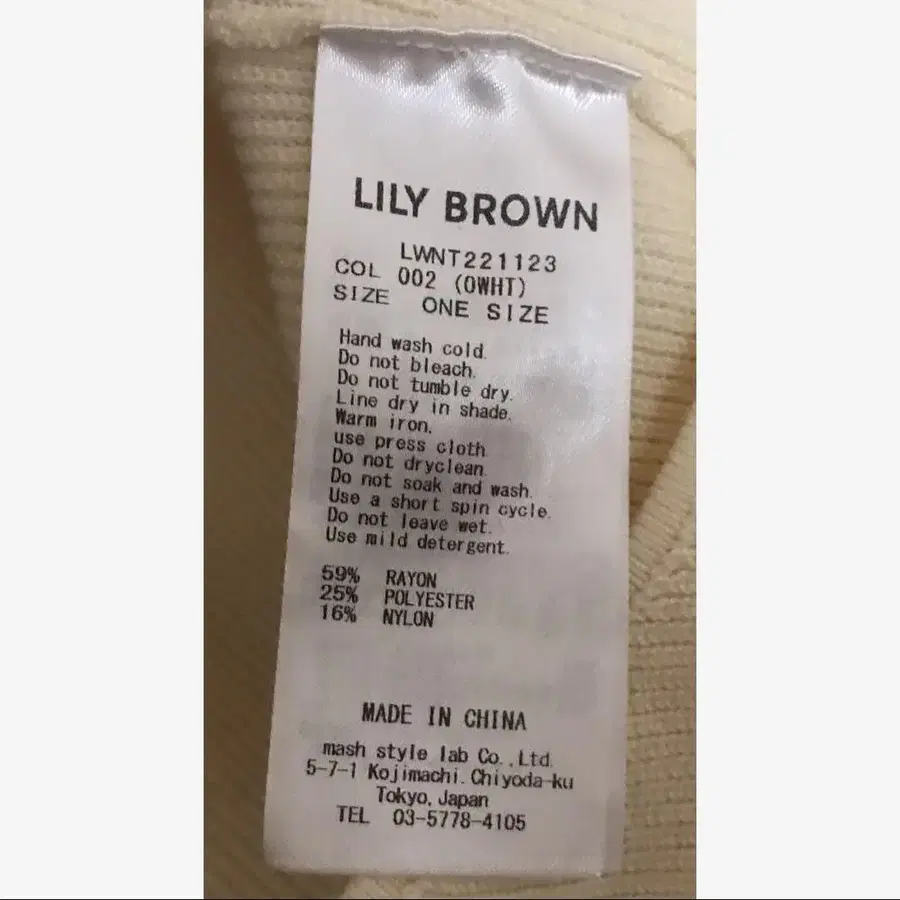 LILY BROWN
LWNT221123
COL 002 (OWHT)
SIZE ONE SIZE
Hand wash cold.
Do not bleach.
Do not tumble dry.
Line dry in shade.
Warm iron.
use press cloth
Do not dryclean.
Do not soak and wash.
Use a short spin cycle.
Do not leave wet.
Use mild detergent.
59% RAYON
25% POLYESTER
16% NYLON
MADE IN CHINA
mash style lab Co.,Ltd.
5-7-1 Kojimachi.Chiyoda-ku
Tokyo,Japan
TEL 03-5778-4105